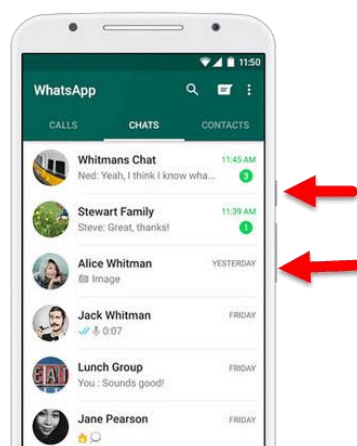 11:50
WhatsApp
CALLS CHATS CONTACTS
Whitmans Chat 11:45 AM
Ned: Yeah, I think I know wha... 3
Stewart Family 11:39 AM
Steve: Great, thanks! 1
Alice Whitman YESTERDAY
Image
Jack Whitman FRIDAY
0:07
Lunch Group FRIDAY
EAT
You : Sounds good!
Jane Pearson FRIDAY